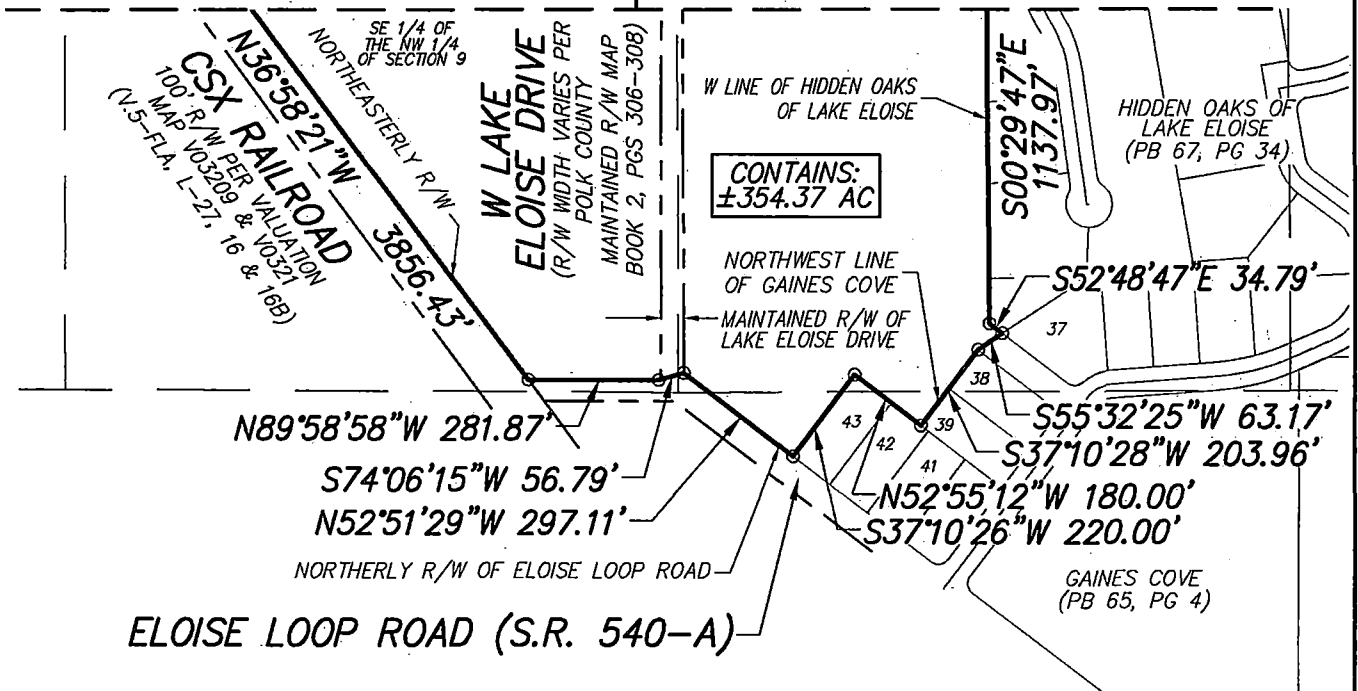 SE 1/4 OF
THE NW 1/4
OF SECTION 9
NORTHEASTERLY R/W
N36°58'21"W 3856.43'
CSX RAILROAD
100' R/W PER VALUATION
MAP V03209 & V03211
(V.5-FLA, L-27, 16 & 16B)
W LAKE
ELOISE DRIVE
(R/W WIDTH VARIES PER
POLK COUNTY
MAINTAINED R/W MAP
BOOK 2, PGS 306-308)
W LINE OF HIDDEN OAKS
OF LAKE ELOISE
S00°29'47"E
1137.97'
HIDDEN OAKS OF
LAKE ELOISE
(PB 67, PG 34)
CONTAINS:
±354.37 AC
NORTHWEST LINE
OF GAINES COVE
MAINTAINED R/W OF
LAKE ELOISE DRIVE
S52°48'47"E 34.79'
37
38
39
43
42
41
N89°58'58"W 281.87'
S74°06'15"W 56.79'
N52°51'29"W 297.11'
S55°32'25"W 63.17'
S37°10'28"W 203.96'
N52°55'12"W 180.00'
S37°10'26"W 220.00'
NORTHERLY R/W OF ELOISE LOOP ROAD
GAINES COVE
(PB 65, PG 4)
ELOISE LOOP ROAD (S.R. 540-A)